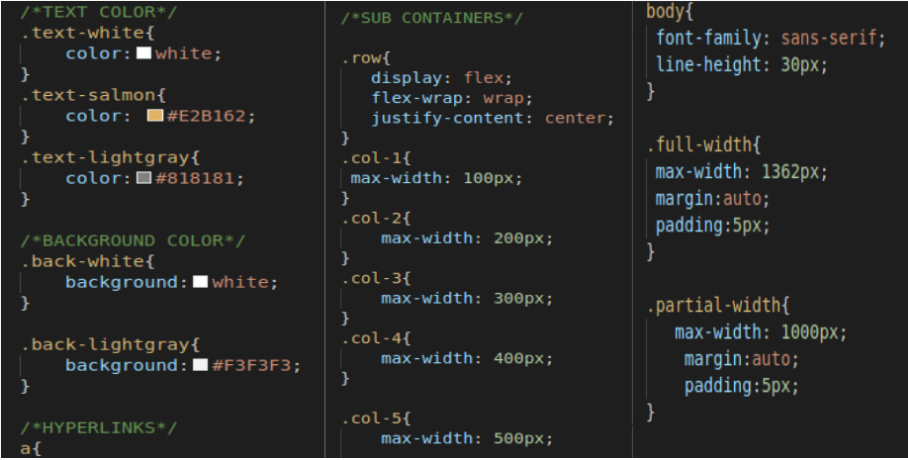 /*TEXT COLOR*/
.text-white{
    color: white;
}
.text-salmon{
    color: #E2B162;
}
.text-lightgray{
    color: #818181;
}
/*BACKGROUND COLOR*/
.back-white{
    background: white;
}
.back-lightgray{
    background: #F3F3F3;
}
/*HYPERLINKS*/
a{
/*SUB CONTAINERS*/
.row{
   display: flex;
   flex-wrap: wrap;
   justify-content: center;
}
.col-1{
 max-width: 100px;
}
.col-2{
    max-width: 200px;
}
.col-3{
    max-width: 300px;
}
.col-4{
    max-width: 400px;
}
.col-5{
    max-width: 500px;
body{
 font-family: sans-serif;
 line-height: 30px;
}
.full-width{
 max-width: 1362px;
 margin:auto;
 padding:5px;
}
.partial-width{
   max-width: 1000px;
    margin:auto;
    padding:5px;
}